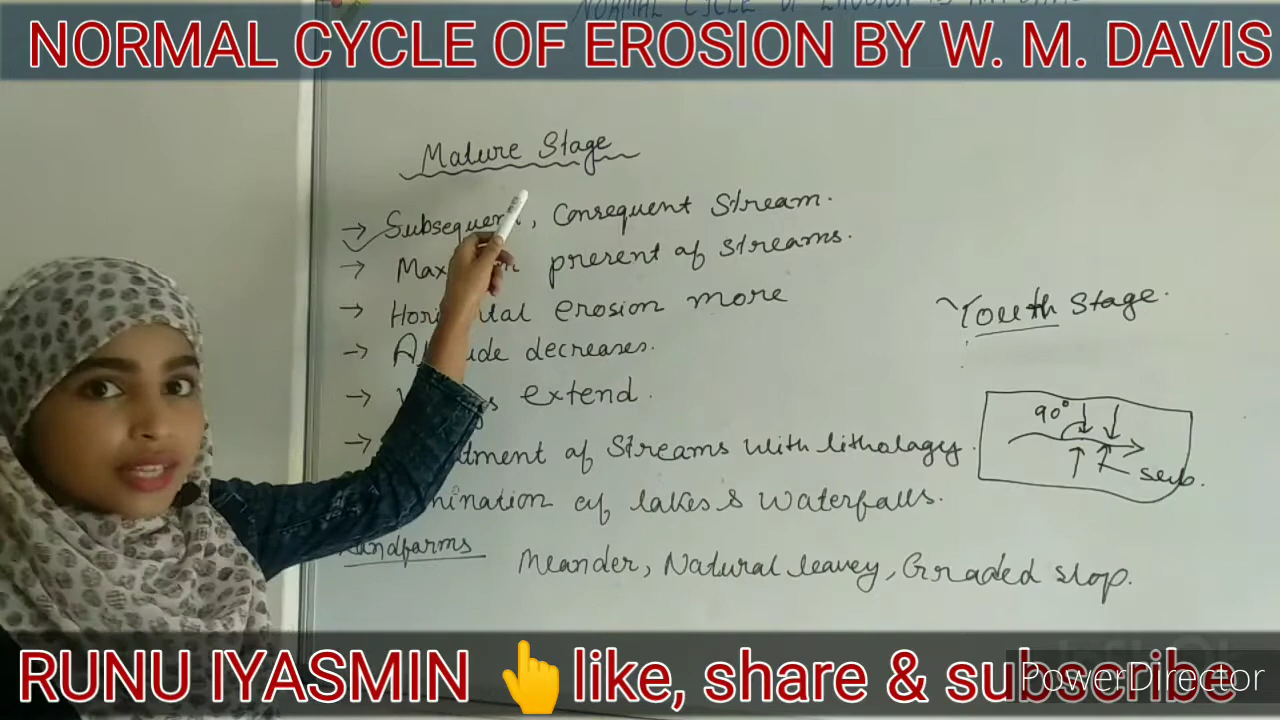 NORMAL CYCLE OF EROSION BY W. M. DAVIS
Mature Stage
→ Subsequent, Consequent Stream.
→ present of streams.
→ erosion more
→ decreases.
→ extend.
→ of Streams with lithology.
of lakes & Waterfalls.
Landfarms
Meander, Natural leavey, Graded slop.
Youth Stage.
90°
RUNU IYASMIN 👆 like, share & subscribe
PowerDirector